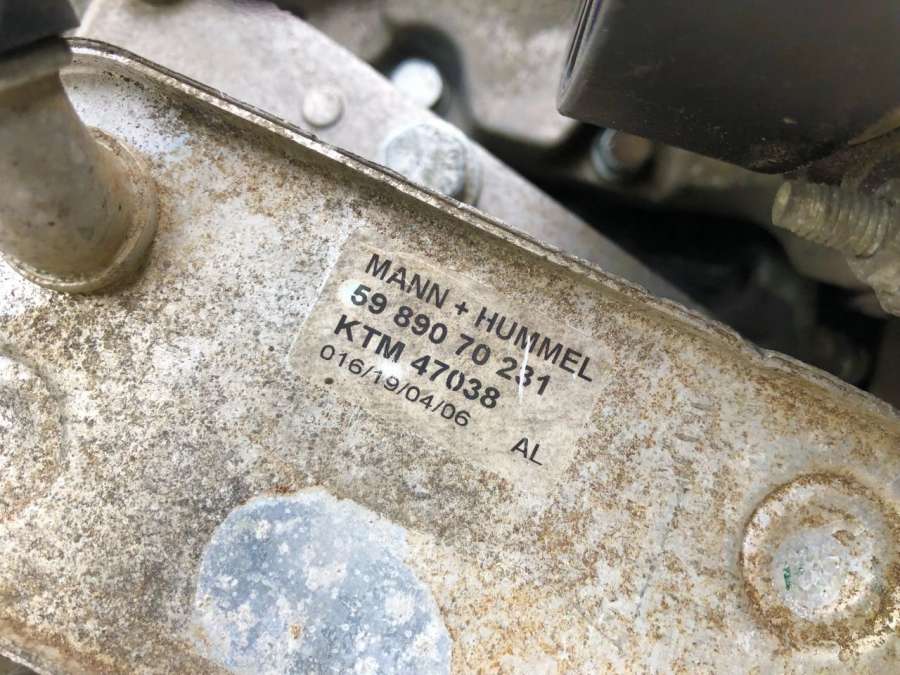 MANN + HUMMEL
59 890 70 231
KTM 47038
016/19/04/06
AL